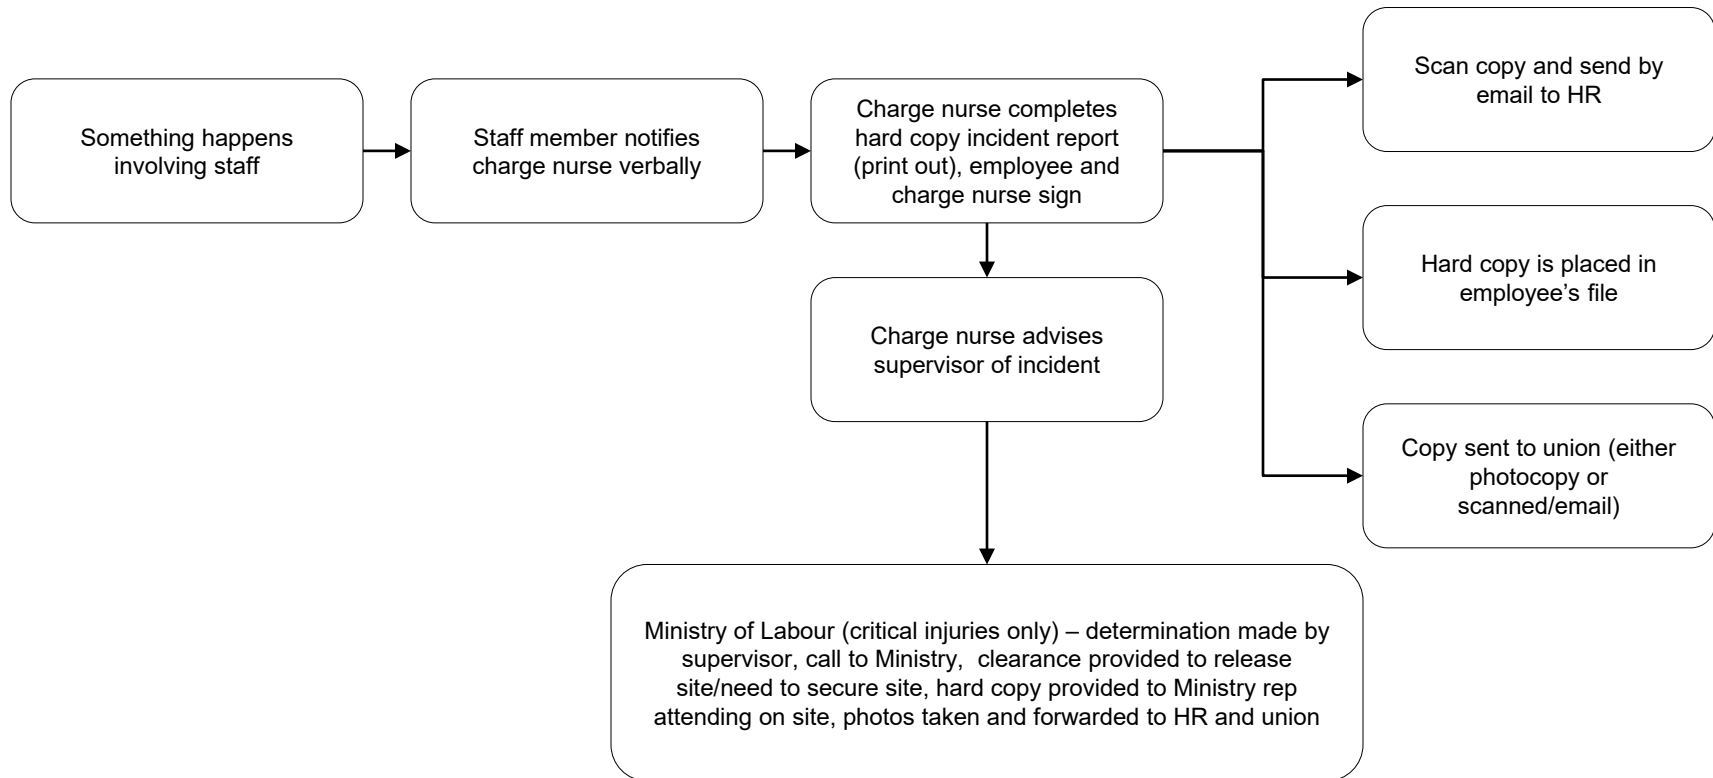 Something happens
involving staff
Staff member notifies
charge nurse verbally
Charge nurse completes
hard copy incident report
(print out), employee and
charge nurse sign
Scan copy and send by
email to HR
Hard copy is placed in
employee’s file
Copy sent to union (either
photocopy or
scanned/email)
Charge nurse advises
supervisor of incident
Ministry of Labour (critical injuries only) – determination made by
supervisor, call to Ministry,  clearance provided to release
site/need to secure site, hard copy provided to Ministry rep
attending on site, photos taken and forwarded to HR and union